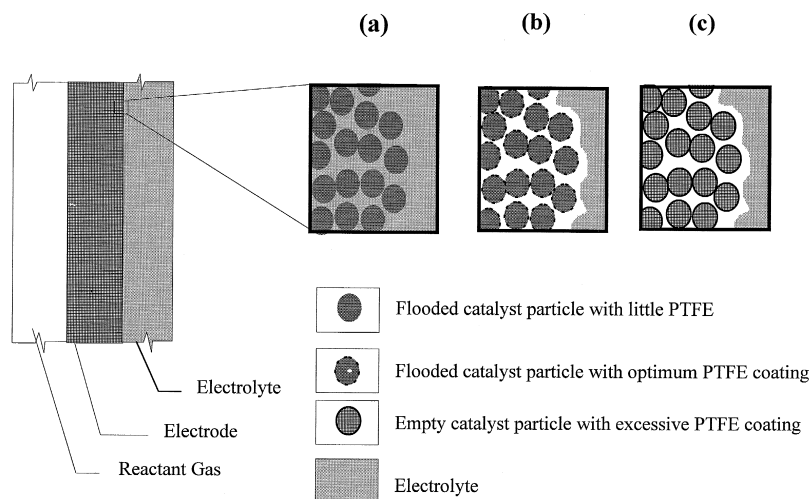 (a)
(b)
(c)
Flooded catalyst particle with little PTFE
Flooded catalyst particle with optimum PTFE coating
Electrolyte
Empty catalyst particle with excessive PTFE coating
Electrode
Reactant Gas
Electrolyte